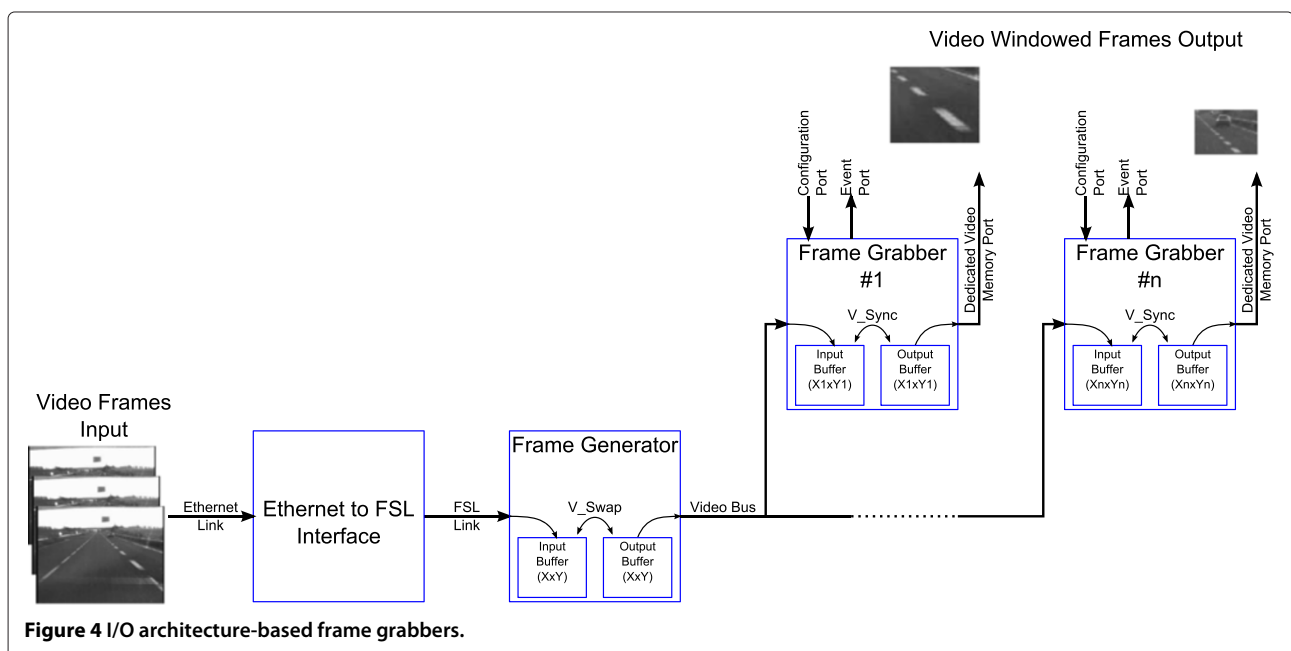 Video Windowed Frames Output
Configuration
Port
Event
Port
Dedicated Video
Memory Port
Configuration
Port
Event
Port
Dedicated Video
Memory Port
Frame Grabber
#1
V_Sync
Input
Buffer
(X1xY1)
Output
Buffer
(X1xY1)
Frame Grabber
#n
V_Sync
Input
Buffer
(XnxYn)
Output
Buffer
(XnxYn)
Video Frames
Input
Ethernet
Link
Ethernet to FSL
Interface
FSL
Link
Frame Generator
V_Swap
Input
Buffer
(XxY)
Output
Buffer
(XxY)
Video Bus
Figure 4 I/O architecture-based frame grabbers.